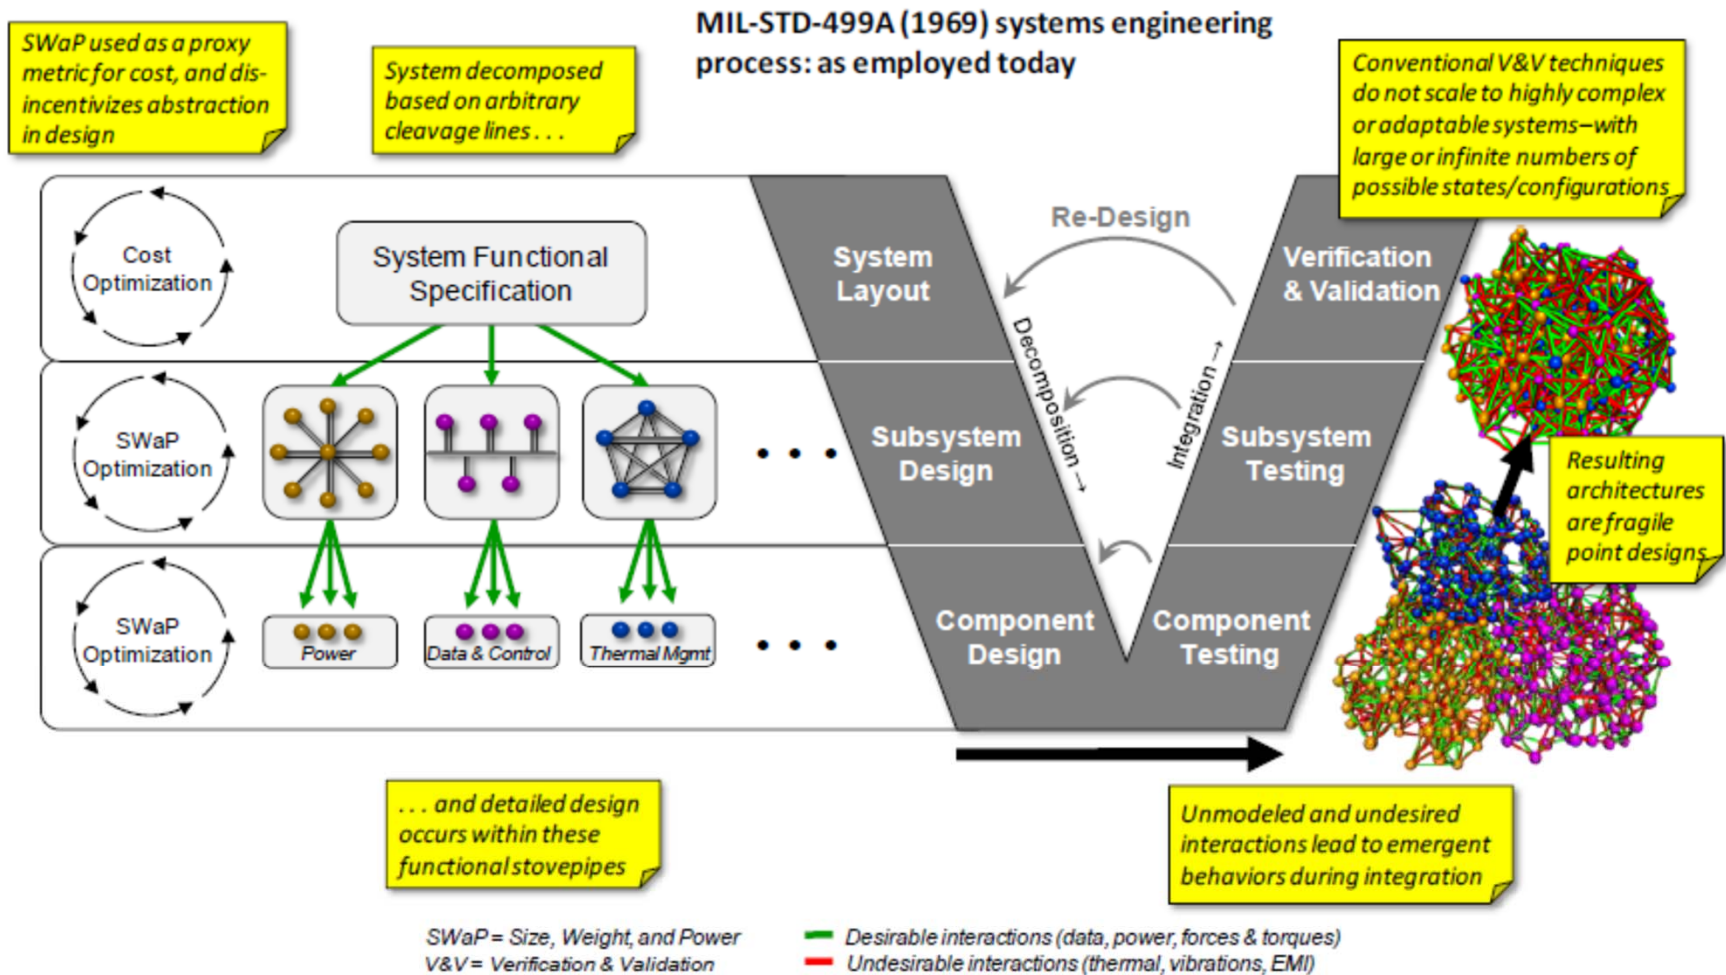 MIL-STD-499A (1969) systems engineering
process: as employed today
SWaP used as a proxy
metric for cost, and dis-
incentivizes abstraction
in design
System decomposed
based on arbitrary
cleavage lines . . .
Conventional V&V techniques
do not scale to highly complex
or adaptable systems–with
large or infinite numbers of
possible states/configurations
Cost
Optimization
System Functional
Specification
System
Layout
Re-Design
Verification
& Validation
Decomposition →
Integration →
SWaP
Optimization
Subsystem
Design
Subsystem
Testing
Resulting
architectures
are fragile
point designs
SWaP
Optimization
Power
Data & Control
Thermal Mgmt
Component
Design
Component
Testing
. . . and detailed design
occurs within these
functional stovepipes
Unmodeled and undesired
interactions lead to emergent
behaviors during integration
SWaP = Size, Weight, and Power
V&V = Verification & Validation
Desirable interactions (data, power, forces & torques)
Undesirable interactions (thermal, vibrations, EMI)